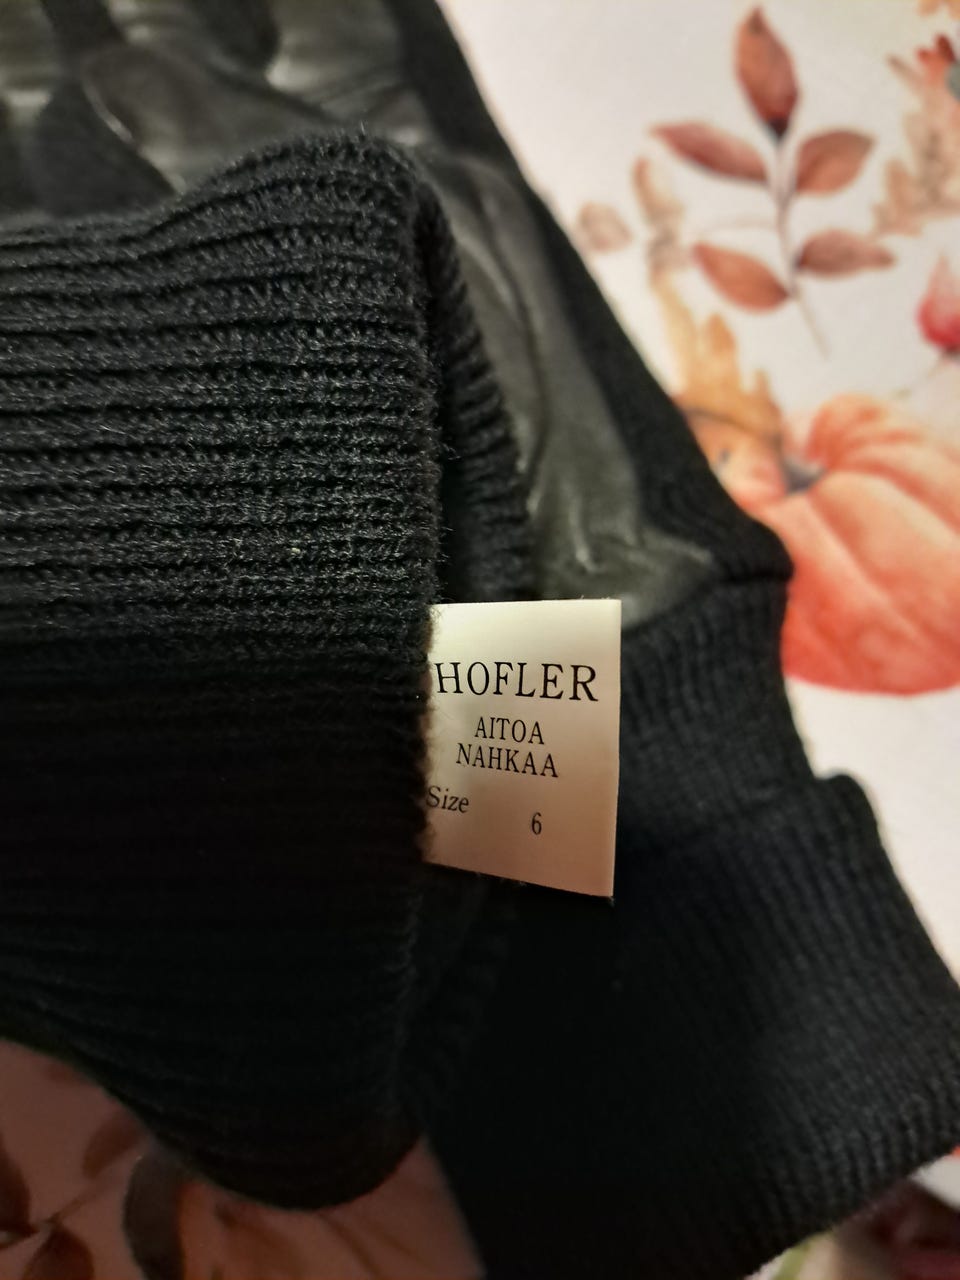 HOFLER
AITOA
NAHKAA
Size
6